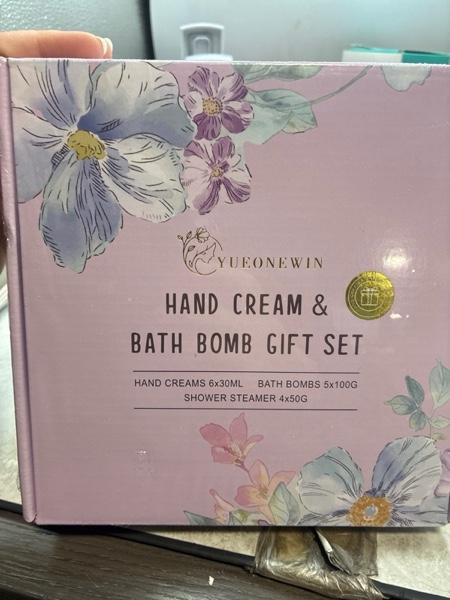 YUEONEWIN
HAND CREAM &
BATH BOMB GIFT SET
HAND CREAMS 6x30ML BATH BOMBS 5x100G
SHOWER STEAMER 4x50G